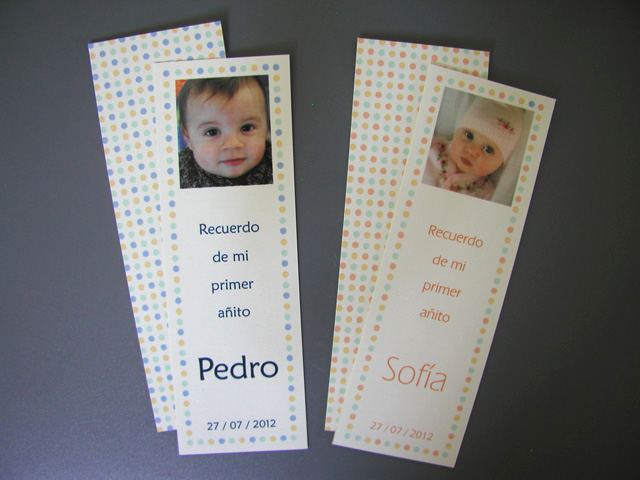 Recuerdo
de mi
primer
añito
Pedro
27 / 07 / 2012
Recuerdo
de mi
primer
añito
Sofía
27 / 07 / 2012